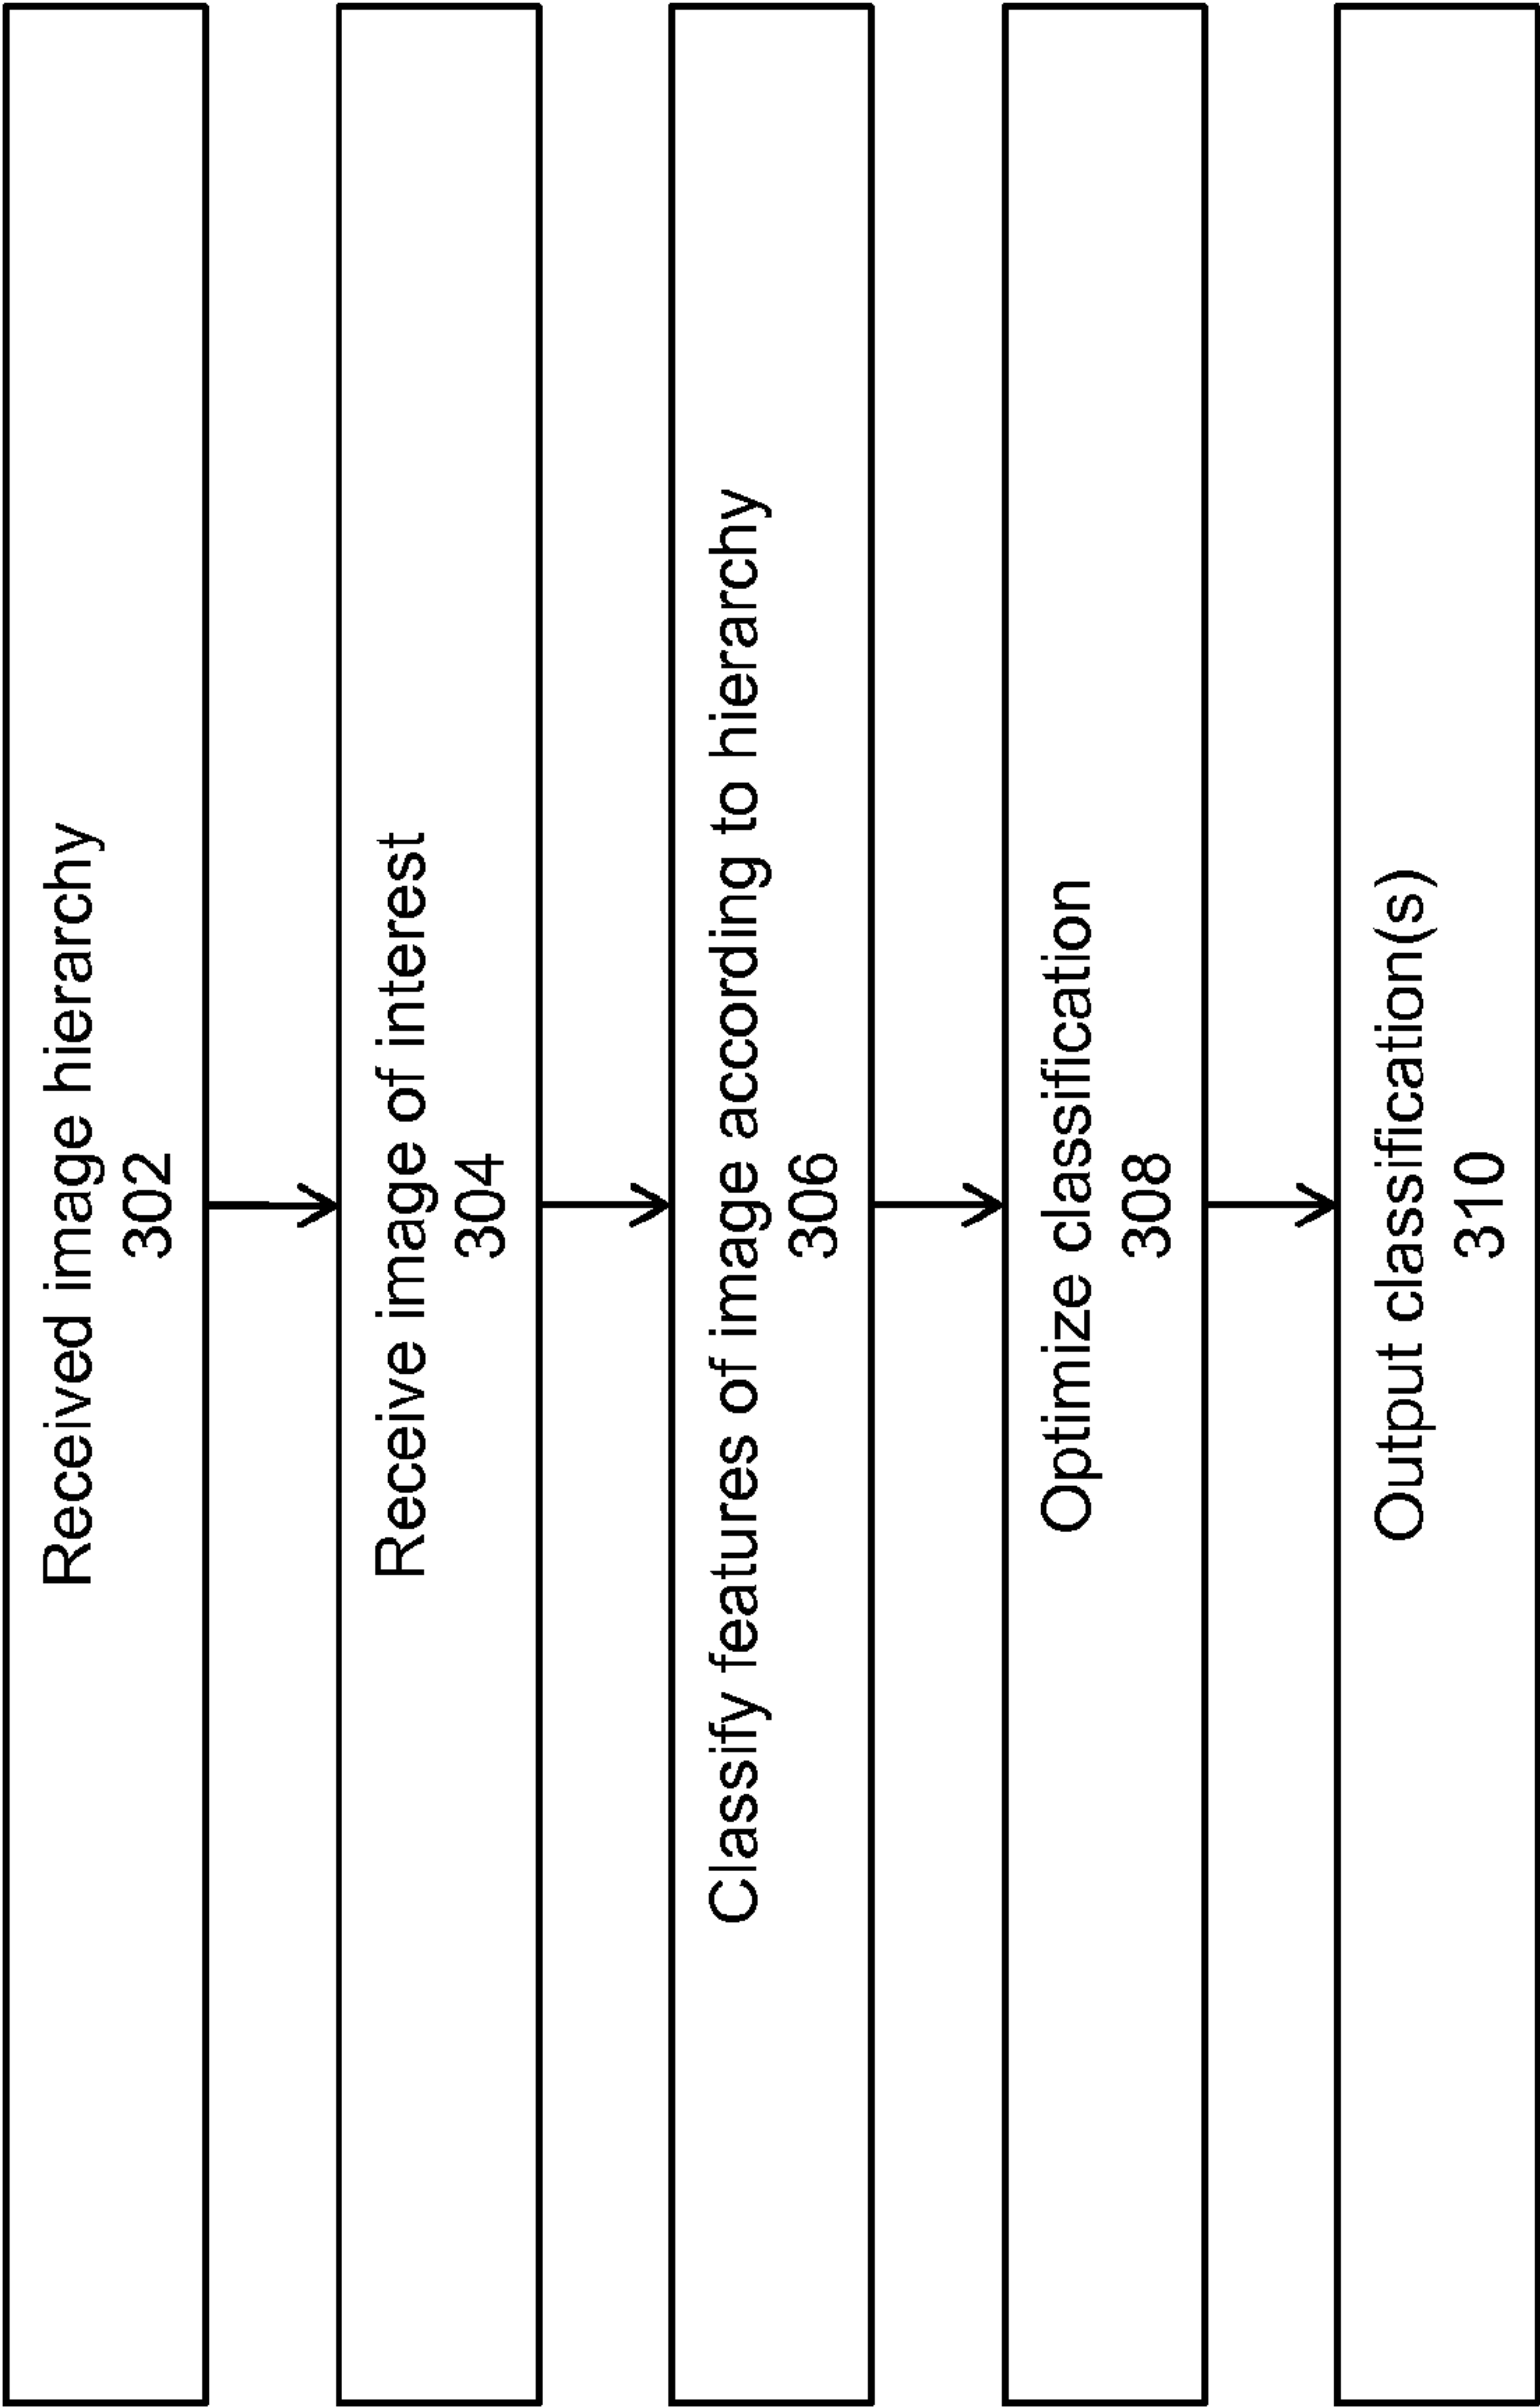 Received image hierarchy
302
Receive image of interest
304
Classify features of image according to hierarchy
306
Optimize classification
308
Output classification(s)
310